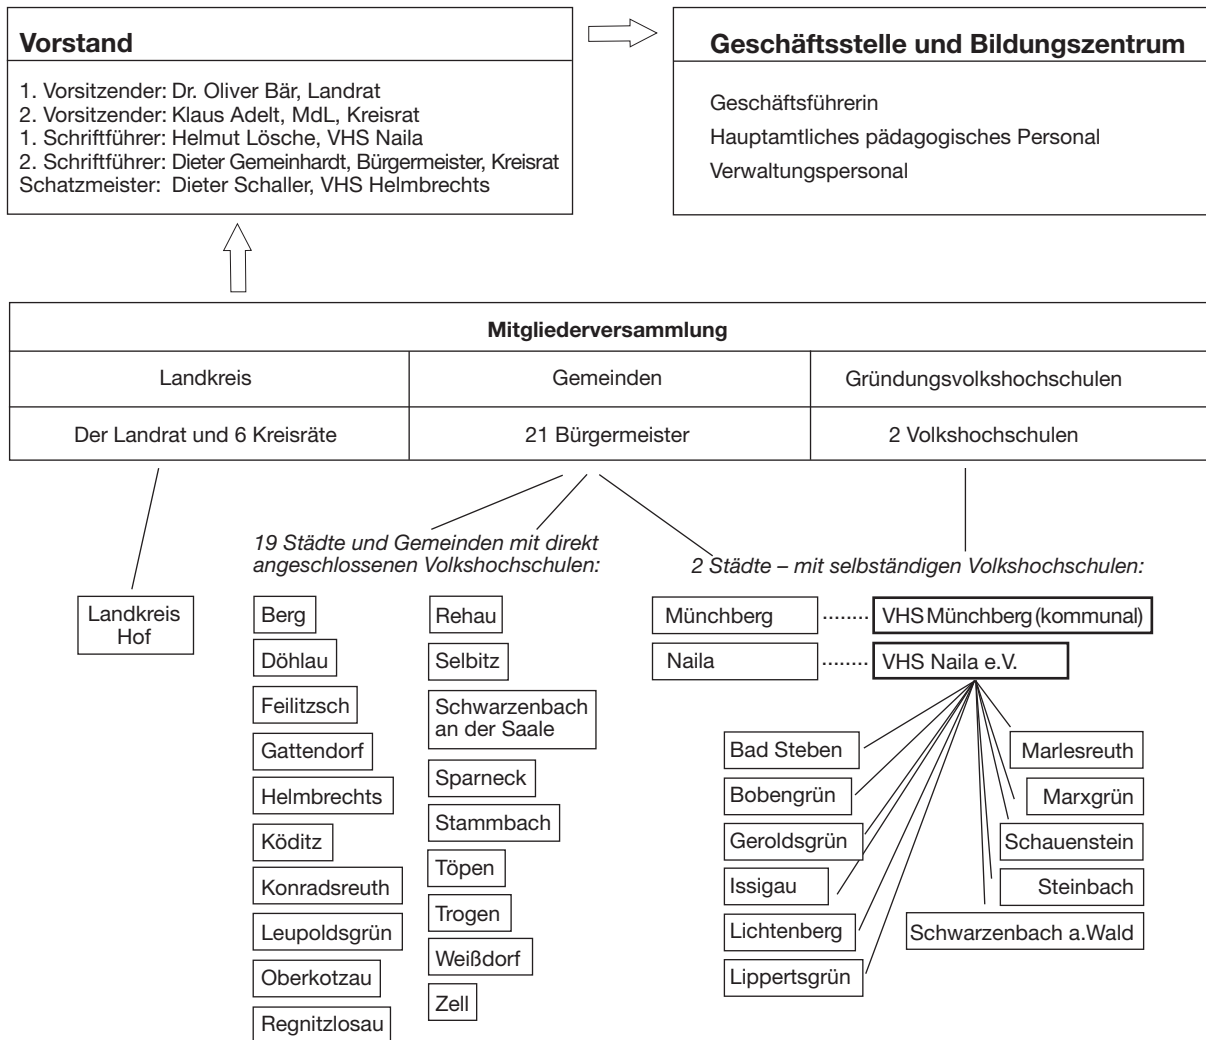 Vorstand
1. Vorsitzender: Dr. Oliver Bär, Landrat
2. Vorsitzender: Klaus Adelt, MdL, Kreisrat
1. Schriftführer: Helmut Lösche, VHS Naila
2. Schriftführer: Dieter Gemeinhardt, Bürgermeister, Kreisrat
Schatzmeister: Dieter Schaller, VHS Helmbrechts
Geschäftsstelle und Bildungszentrum
Geschäftsführerin
Hauptamtliches pädagogisches Personal
Verwaltungspersonal
Mitgliederversammlung
Landkreis
Gemeinden
Gründungsvolkshochschulen
Der Landrat und 6 Kreisräte
21 Bürgermeister
2 Volkshochschulen
Landkreis
Hof
19 Städte und Gemeinden mit direkt
angeschlossenen Volkshochschulen:
Berg
Döhlau
Feilitzsch
Gattendorf
Helmbrechts
Köditz
Konradsreuth
Leupoldsgrün
Oberkotzau
Regnitzlosau
Rehau
Selbitz
Schwarzenbach
an der Saale
Sparneck
Stammbach
Töpen
Trogen
Weißdorf
Zell
2 Städte – mit selbständigen Volkshochschulen:
Münchberg ........ VHS Münchberg (kommunal)
Naila ........ VHS Naila e.V.
Bad Steben
Bobengrün
Geroldsgrün
Issigau
Lichtenberg
Lippertsgrün
Marlesreuth
Marxgrün
Schauenstein
Steinbach
Schwarzenbach a.Wald